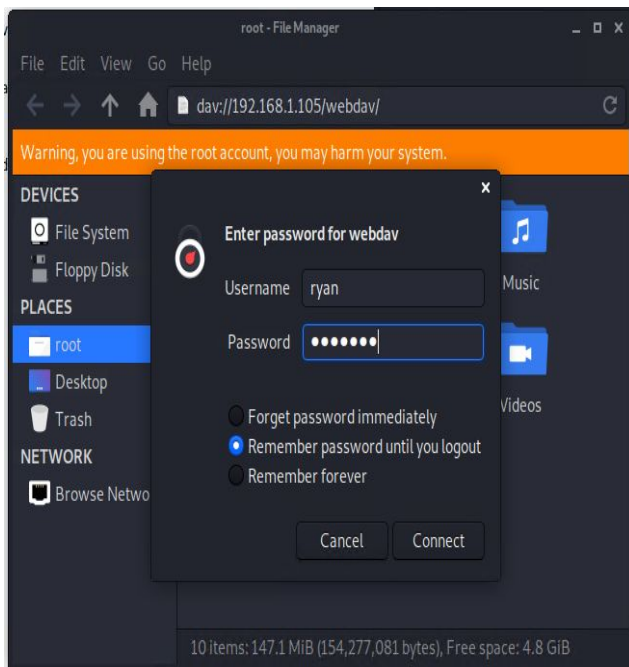 root - File Manager
File Edit View Go Help
dav://192.168.1.105/webdav/
Warning, you are using the root account, you may harm your system.
DEVICES
File System
Floppy Disk
PLACES
root
Desktop
Trash
NETWORK
Browse Netwo
Enter password for webdav
Username ryan
Password •••••••
Forget password immediately
Remember password until you logout
Remember forever
Cancel Connect
Music
Videos
10 items: 147.1 MiB (154,277,081 bytes), Free space: 4.8 GiB